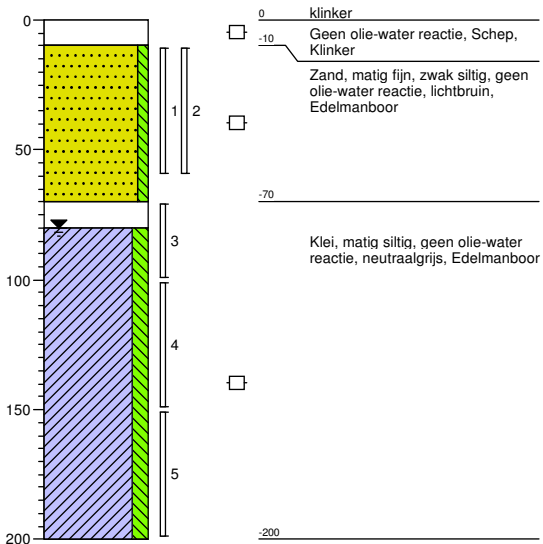 0
50
100
150
200
1
2
3
4
5
0
klinker
-10
Geen olie-water reactie, Schep,
Klinker
Zand, matig fijn, zwak siltig, geen
olie-water reactie, lichtbruin,
Edelmanboor
-70
Klei, matig siltig, geen olie-water
reactie, neutraalgrijs, Edelmanboor
-200